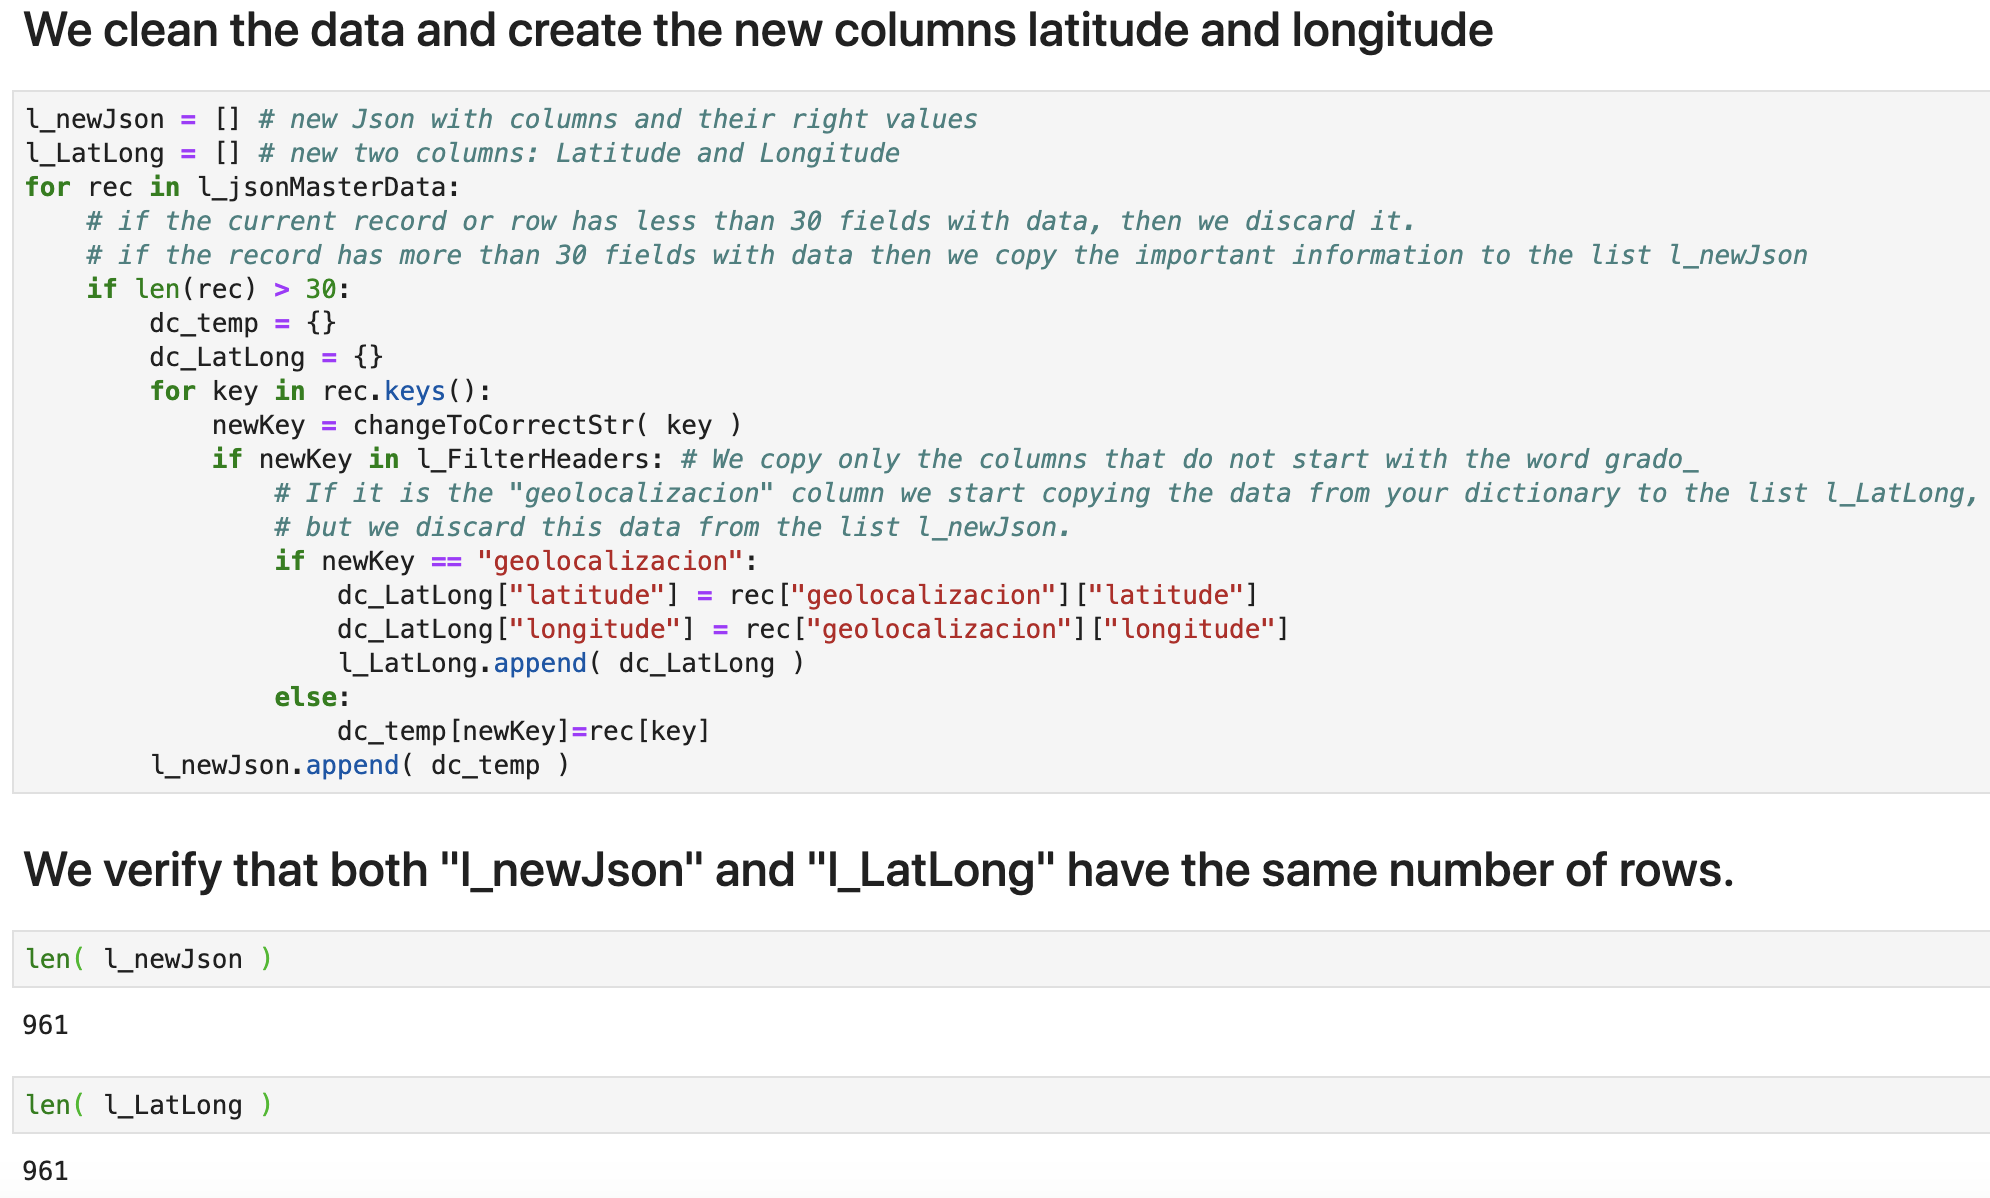 We clean the data and create the new columns latitude and longitude
l_newJson = [] # new Json with columns and their right values
l_LatLong = [] # new two columns: Latitude and Longitude
for rec in l_jsonMasterData:
    # if the current record or row has less than 30 fields with data, then we discard it.
    # if the record has more than 30 fields with data then we copy the important information to the list l_newJson
    if len(rec) > 30:
        dc_temp = {}
        dc_LatLong = {}
        for key in rec.keys():
            newKey = changeToCorrectStr( key )
            if newKey in l_FilterHeaders: # We copy only the columns that do not start with the word grado_
                # If it is the "geolocalizacion" column we start copying the data from your dictionary to the list l_LatLong,
                # but we discard this data from the list l_newJson.
                if newKey == "geolocalizacion":
                    dc_LatLong["latitude"] = rec["geolocalizacion"]["latitude"]
                    dc_LatLong["longitude"] = rec["geolocalizacion"]["longitude"]
                    l_LatLong.append( dc_LatLong )
                else:
                    dc_temp[newKey]=rec[key]
        l_newJson.append( dc_temp )
We verify that both "l_newJson" and "l_LatLong" have the same number of rows.
len( l_newJson )
961
len( l_LatLong )
961